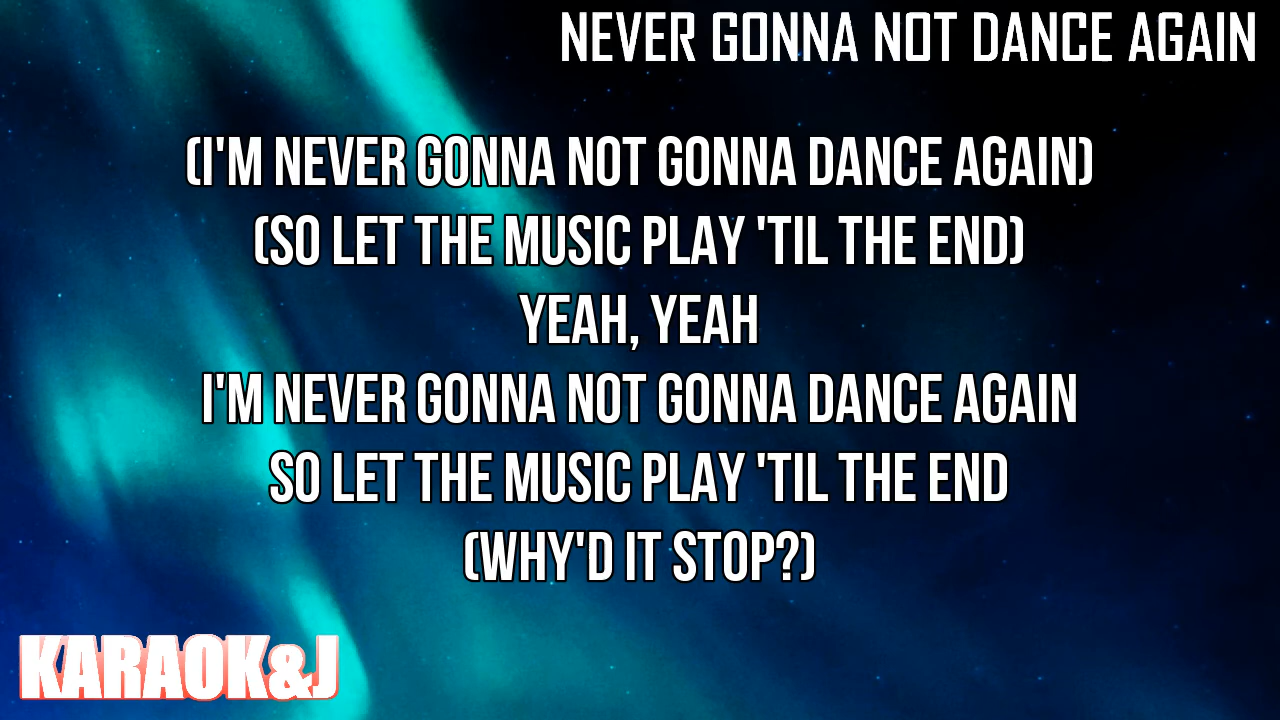 NEVER GONNA NOT DANCE AGAIN
(I'M NEVER GONNA NOT GONNA DANCE AGAIN)
(SO LET THE MUSIC PLAY 'TIL THE END)
YEAH, YEAH
I'M NEVER GONNA NOT GONNA DANCE AGAIN
SO LET THE MUSIC PLAY 'TIL THE END
(WHY'D IT STOP?)
KARAOK&J